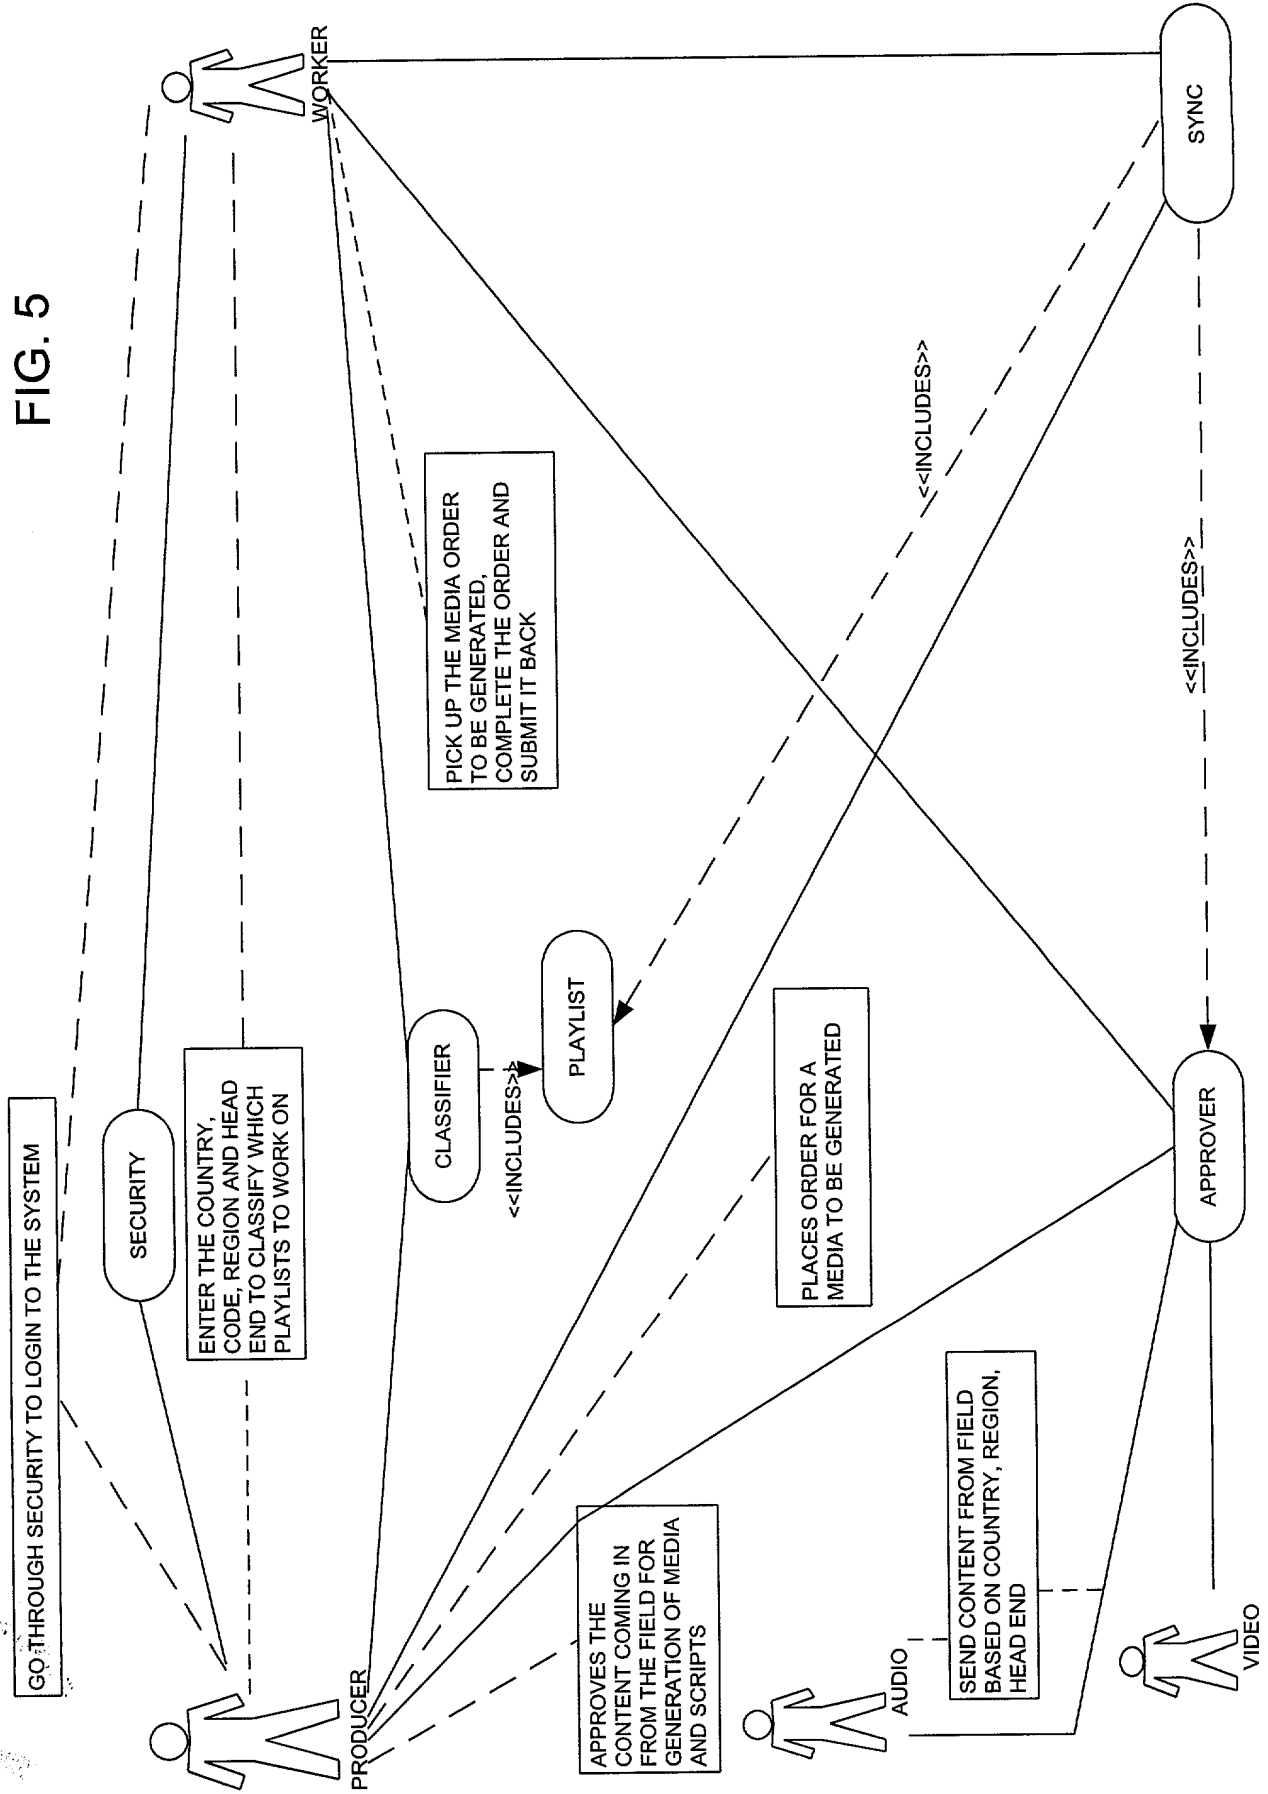 FIG. 5
GO THROUGH SECURITY TO LOGIN TO THE SYSTEM
SECURITY
WORKER
ENTER THE COUNTRY,
CODE, REGION AND HEAD
END TO CLASSIFY WHICH
PLAYLISTS TO WORK ON
PRODUCER
CLASSIFIER
<<INCLUDES>>
PLAYLIST
PICK UP THE MEDIA ORDER
TO BE GENERATED,
COMPLETE THE ORDER AND
SUBMIT IT BACK
APPROVES THE
CONTENT COMING IN
FROM THE FIELD FOR
GENERATION OF MEDIA
AND SCRIPTS
PLACES ORDER FOR A
MEDIA TO BE GENERATED
<<INCLUDES>>
AUDIO
SEND CONTENT FROM FIELD
BASED ON COUNTRY, REGION,
HEAD END
<<INCLUDES>>
SYNC
APPROVER
VIDEO